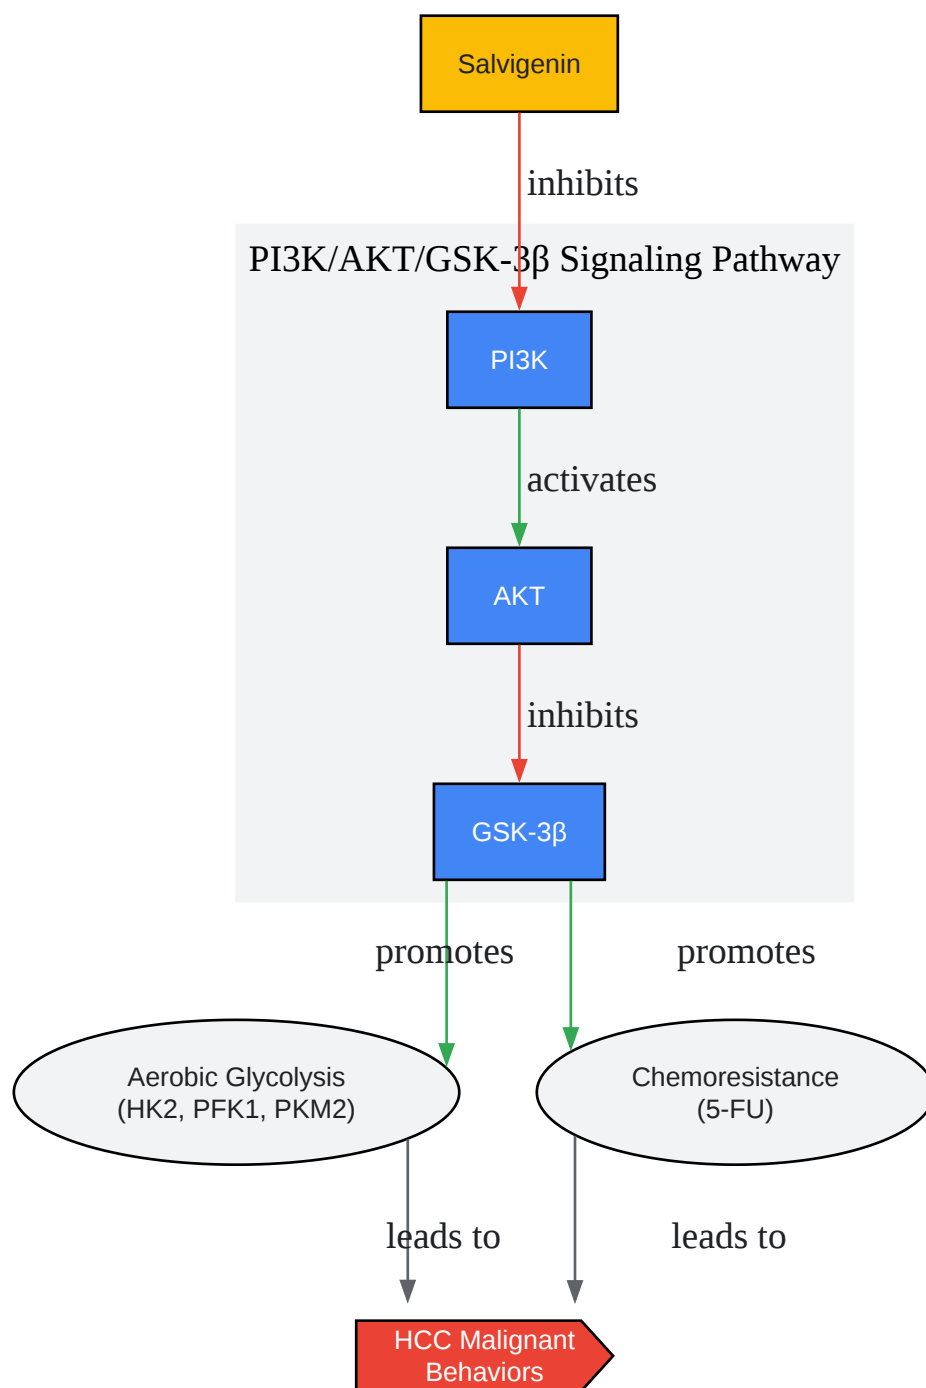 Salvigenin
inhibits
PI3K/AKT/GSK-3β Signaling Pathway
PI3K
activates
AKT
inhibits
GSK-3β
promotes
promotes
Aerobic Glycolysis
(HK2, PFK1, PKM2)
Chemoresistance
(5-FU)
leads to
leads to
HCC Malignant
Behaviors